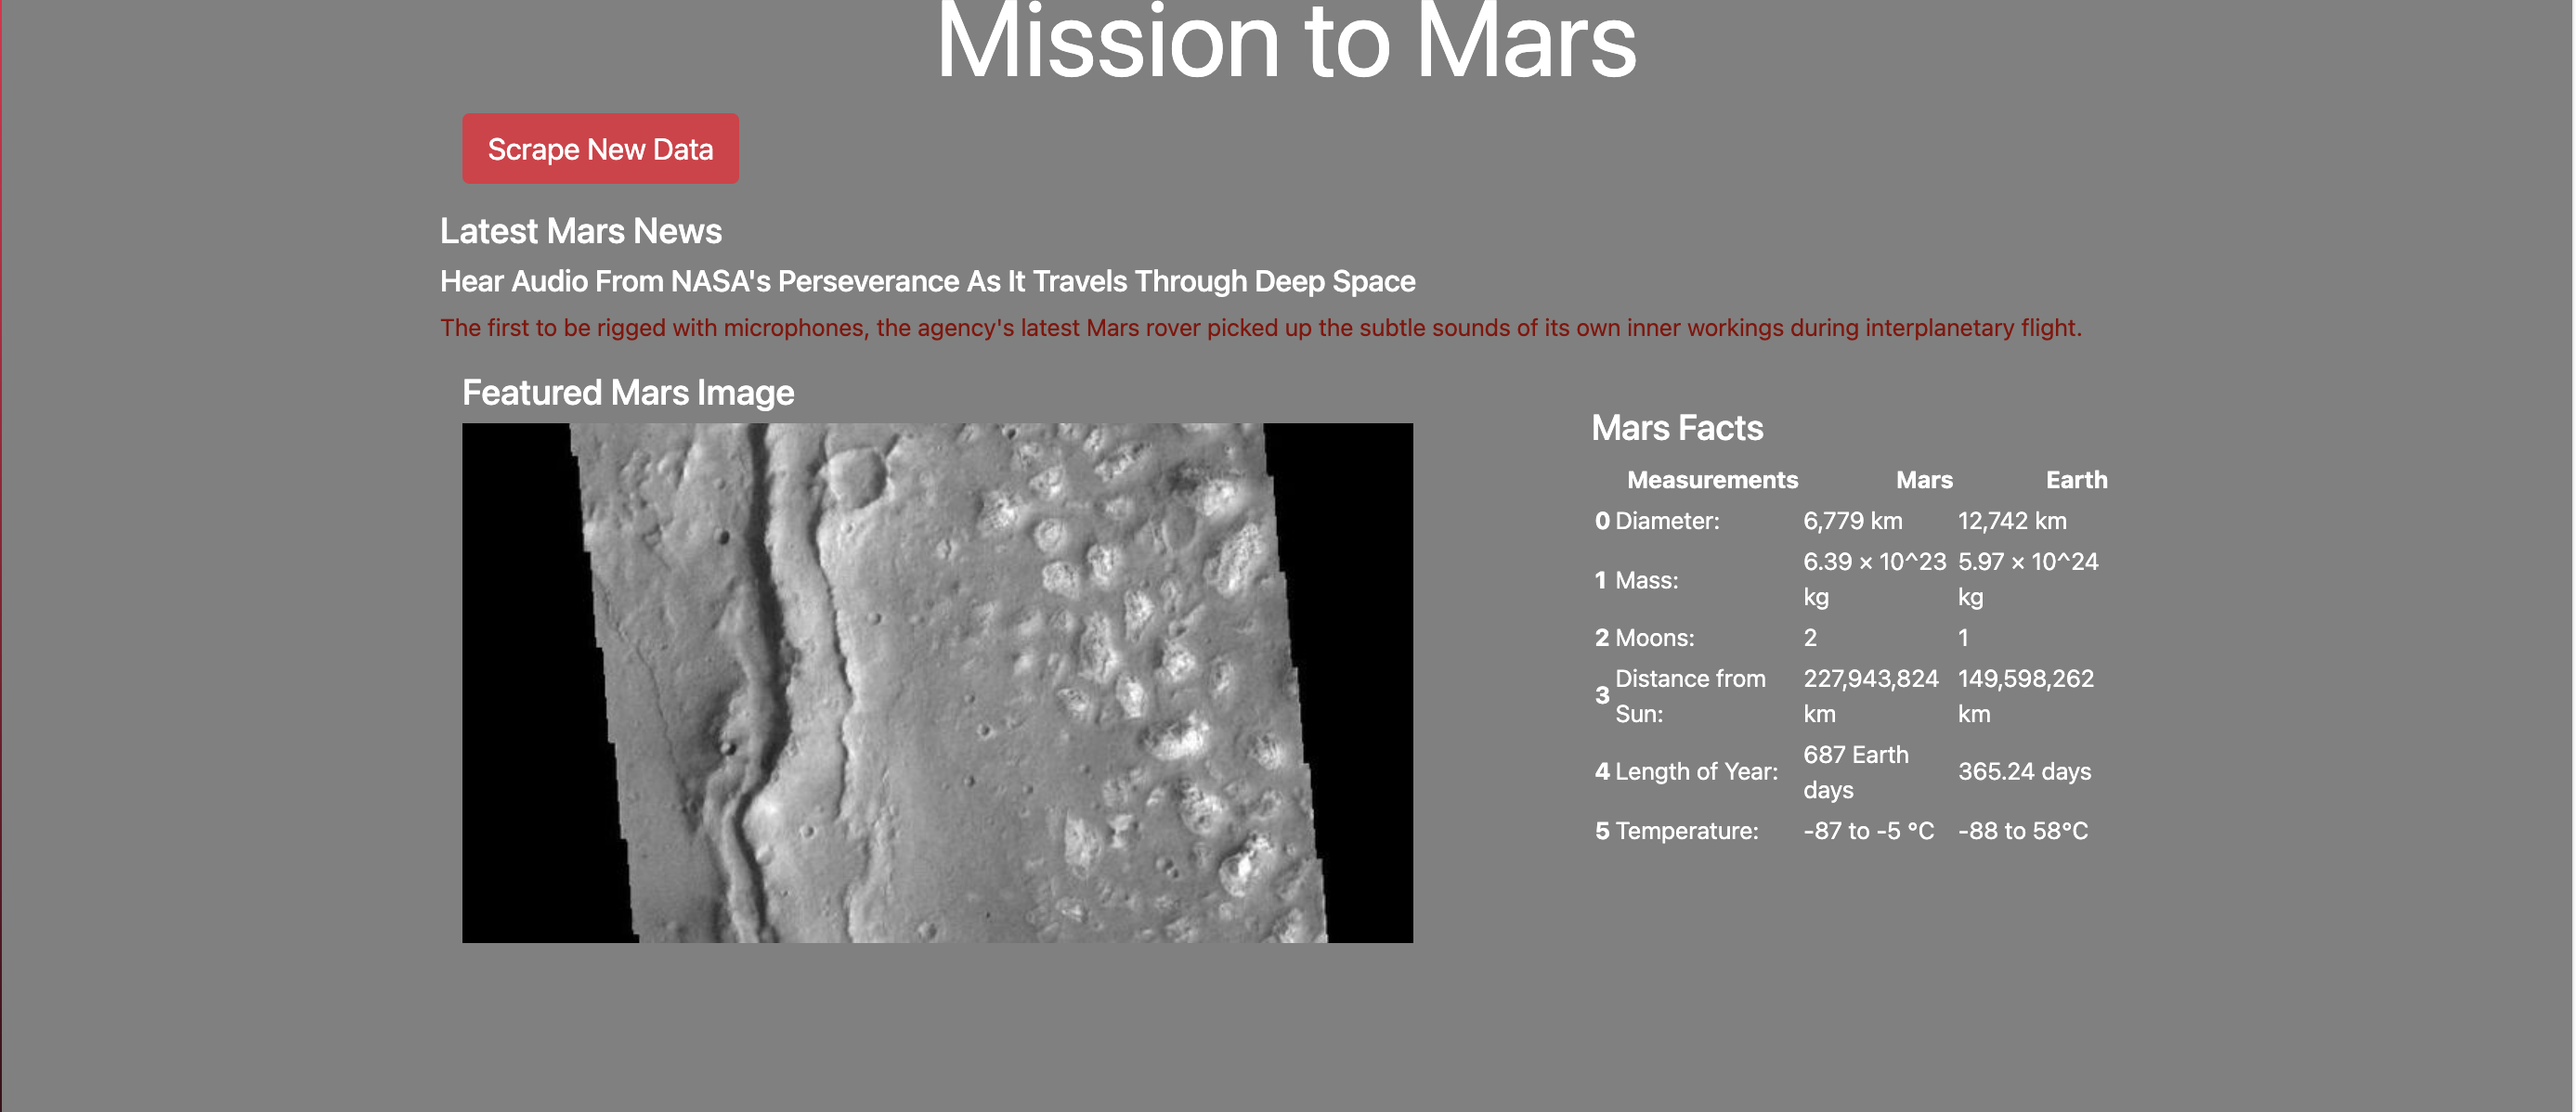 Mission to Mars
Scrape New Data
Latest Mars News
Hear Audio From NASA's Perseverance As It Travels Through Deep Space
The first to be rigged with microphones, the agency's latest Mars rover picked up the subtle sounds of its own inner workings during interplanetary flight.
Featured Mars Image
Mars Facts
Measurements Mars Earth
0 Diameter: 6,779 km 12,742 km
1 Mass: 6.39 × 10^23 kg 5.97 × 10^24 kg
2 Moons: 2 1
3 Distance from Sun: 227,943,824 km 149,598,262 km
4 Length of Year: 687 Earth days 365.24 days
5 Temperature: -87 to -5 °C -88 to 58°C